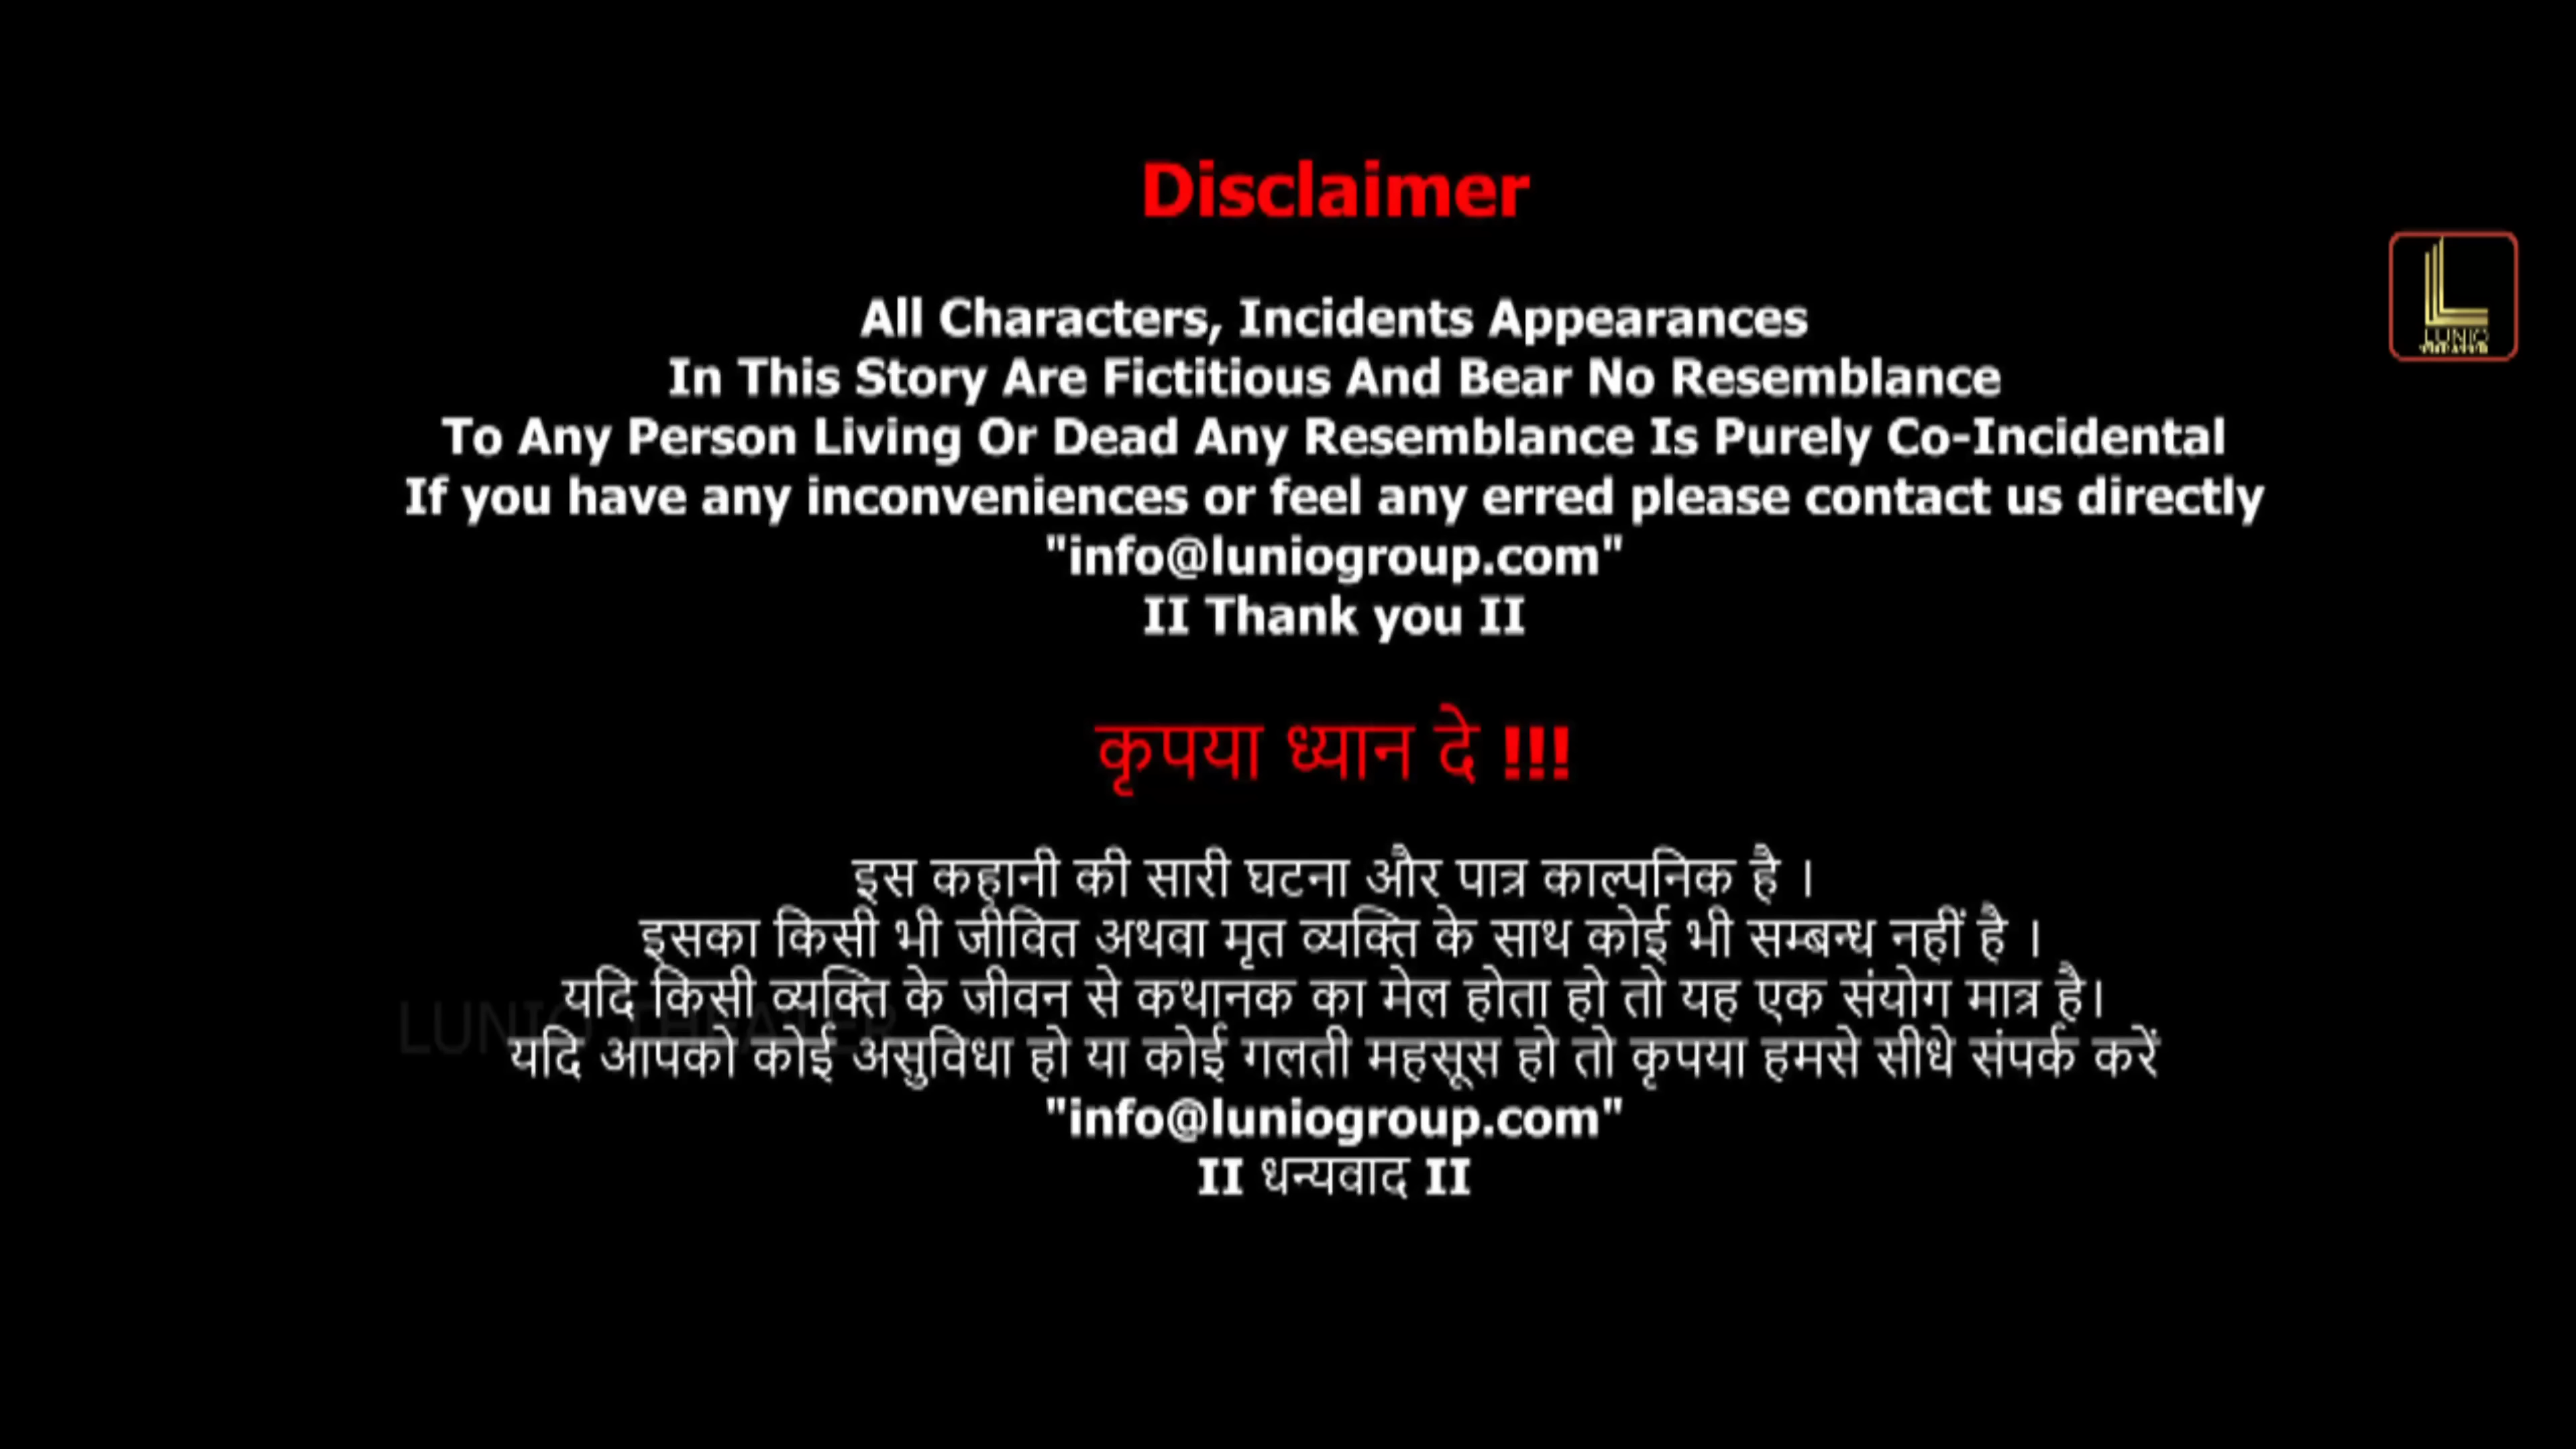 Disclaimer
All Characters, Incidents Appearances
In This Story Are Fictitious And Bear No Resemblance
To Any Person Living Or Dead Any Resemblance Is Purely Co-Incidental
If you have any inconveniences or feel any erred please contact us directly
"info@luniogroup.com"
II Thank you II
कृपया ध्यान दे !!!
इस कहानी की सारी घटना और पात्र काल्पनिक है ।
इसका किसी भी जीवित अथवा मृत व्यक्ति के साथ कोई भी सम्बन्ध नहीं है ।
यदि किसी व्यक्ति के जीवन से कथानक का मेल होता हो तो यह एक संयोग मात्र है।
LUNIO THEATER
यदि आपको कोई असुविधा हो या कोई गलती महसूस हो तो कृपया हमसे सीधे संपर्क करें
"info@luniogroup.com"
II धन्यवाद II
L
LUNIO